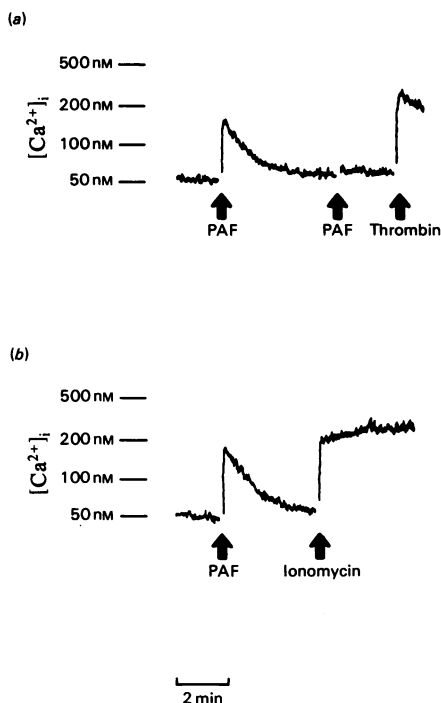 (a)
500 nM
200 nM
100 nM
50 nM
[Ca²⁺]ᵢ
PAF PAF Thrombin
(b)
500 nM
200 nM
100 nM
50 nM
[Ca²⁺]ᵢ
PAF Ionomycin
2 min